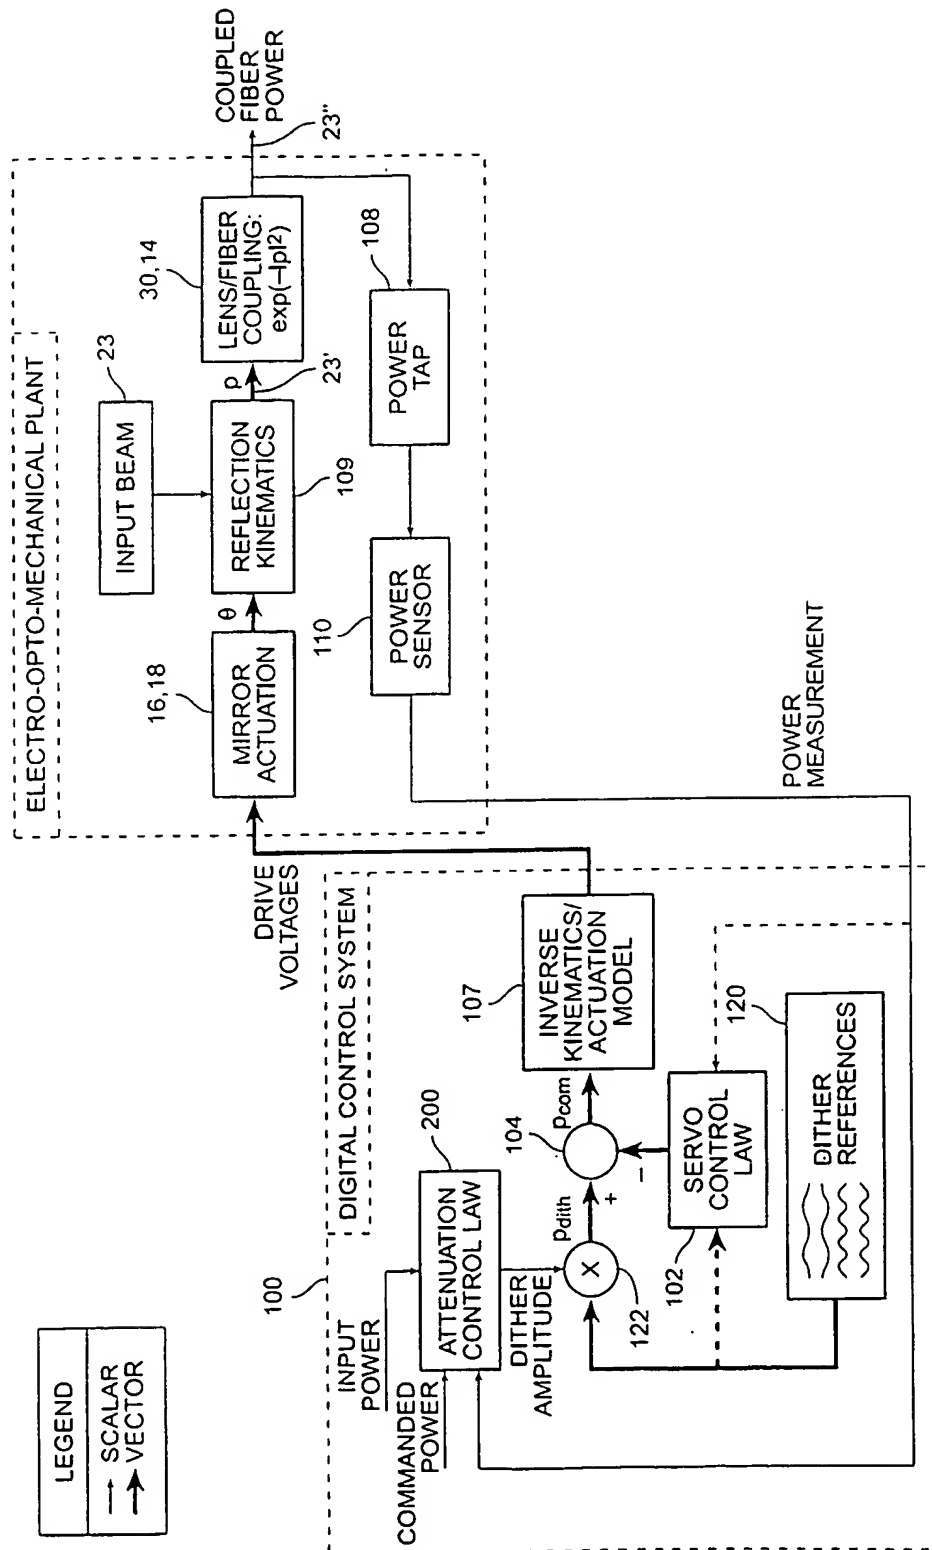 LEGEND
SCALAR
VECTOR
ELECTRO-OPTO-MECHANICAL PLANT
INPUT BEAM
23
MIRROR
ACTUATION
16,18
θ
REFLECTION
KINEMATICS
109
p
23'
LENS/FIBER
COUPLING:
exp(–|p|²)
30,14
COUPLED
FIBER
POWER
23"
POWER
TAP
108
POWER
SENSOR
110
POWER
MEASUREMENT
DRIVE
VOLTAGES
100
DIGITAL CONTROL SYSTEM
INPUT
POWER
COMMANDED
POWER
ATTENUATION
CONTROL LAW
200
DITHER
AMPLITUDE
X
122
pdith
+
–
104
pcom
INVERSE
KINEMATICS/
ACTUATION
MODEL
107
SERVO
CONTROL
LAW
102
DITHER
REFERENCES
120